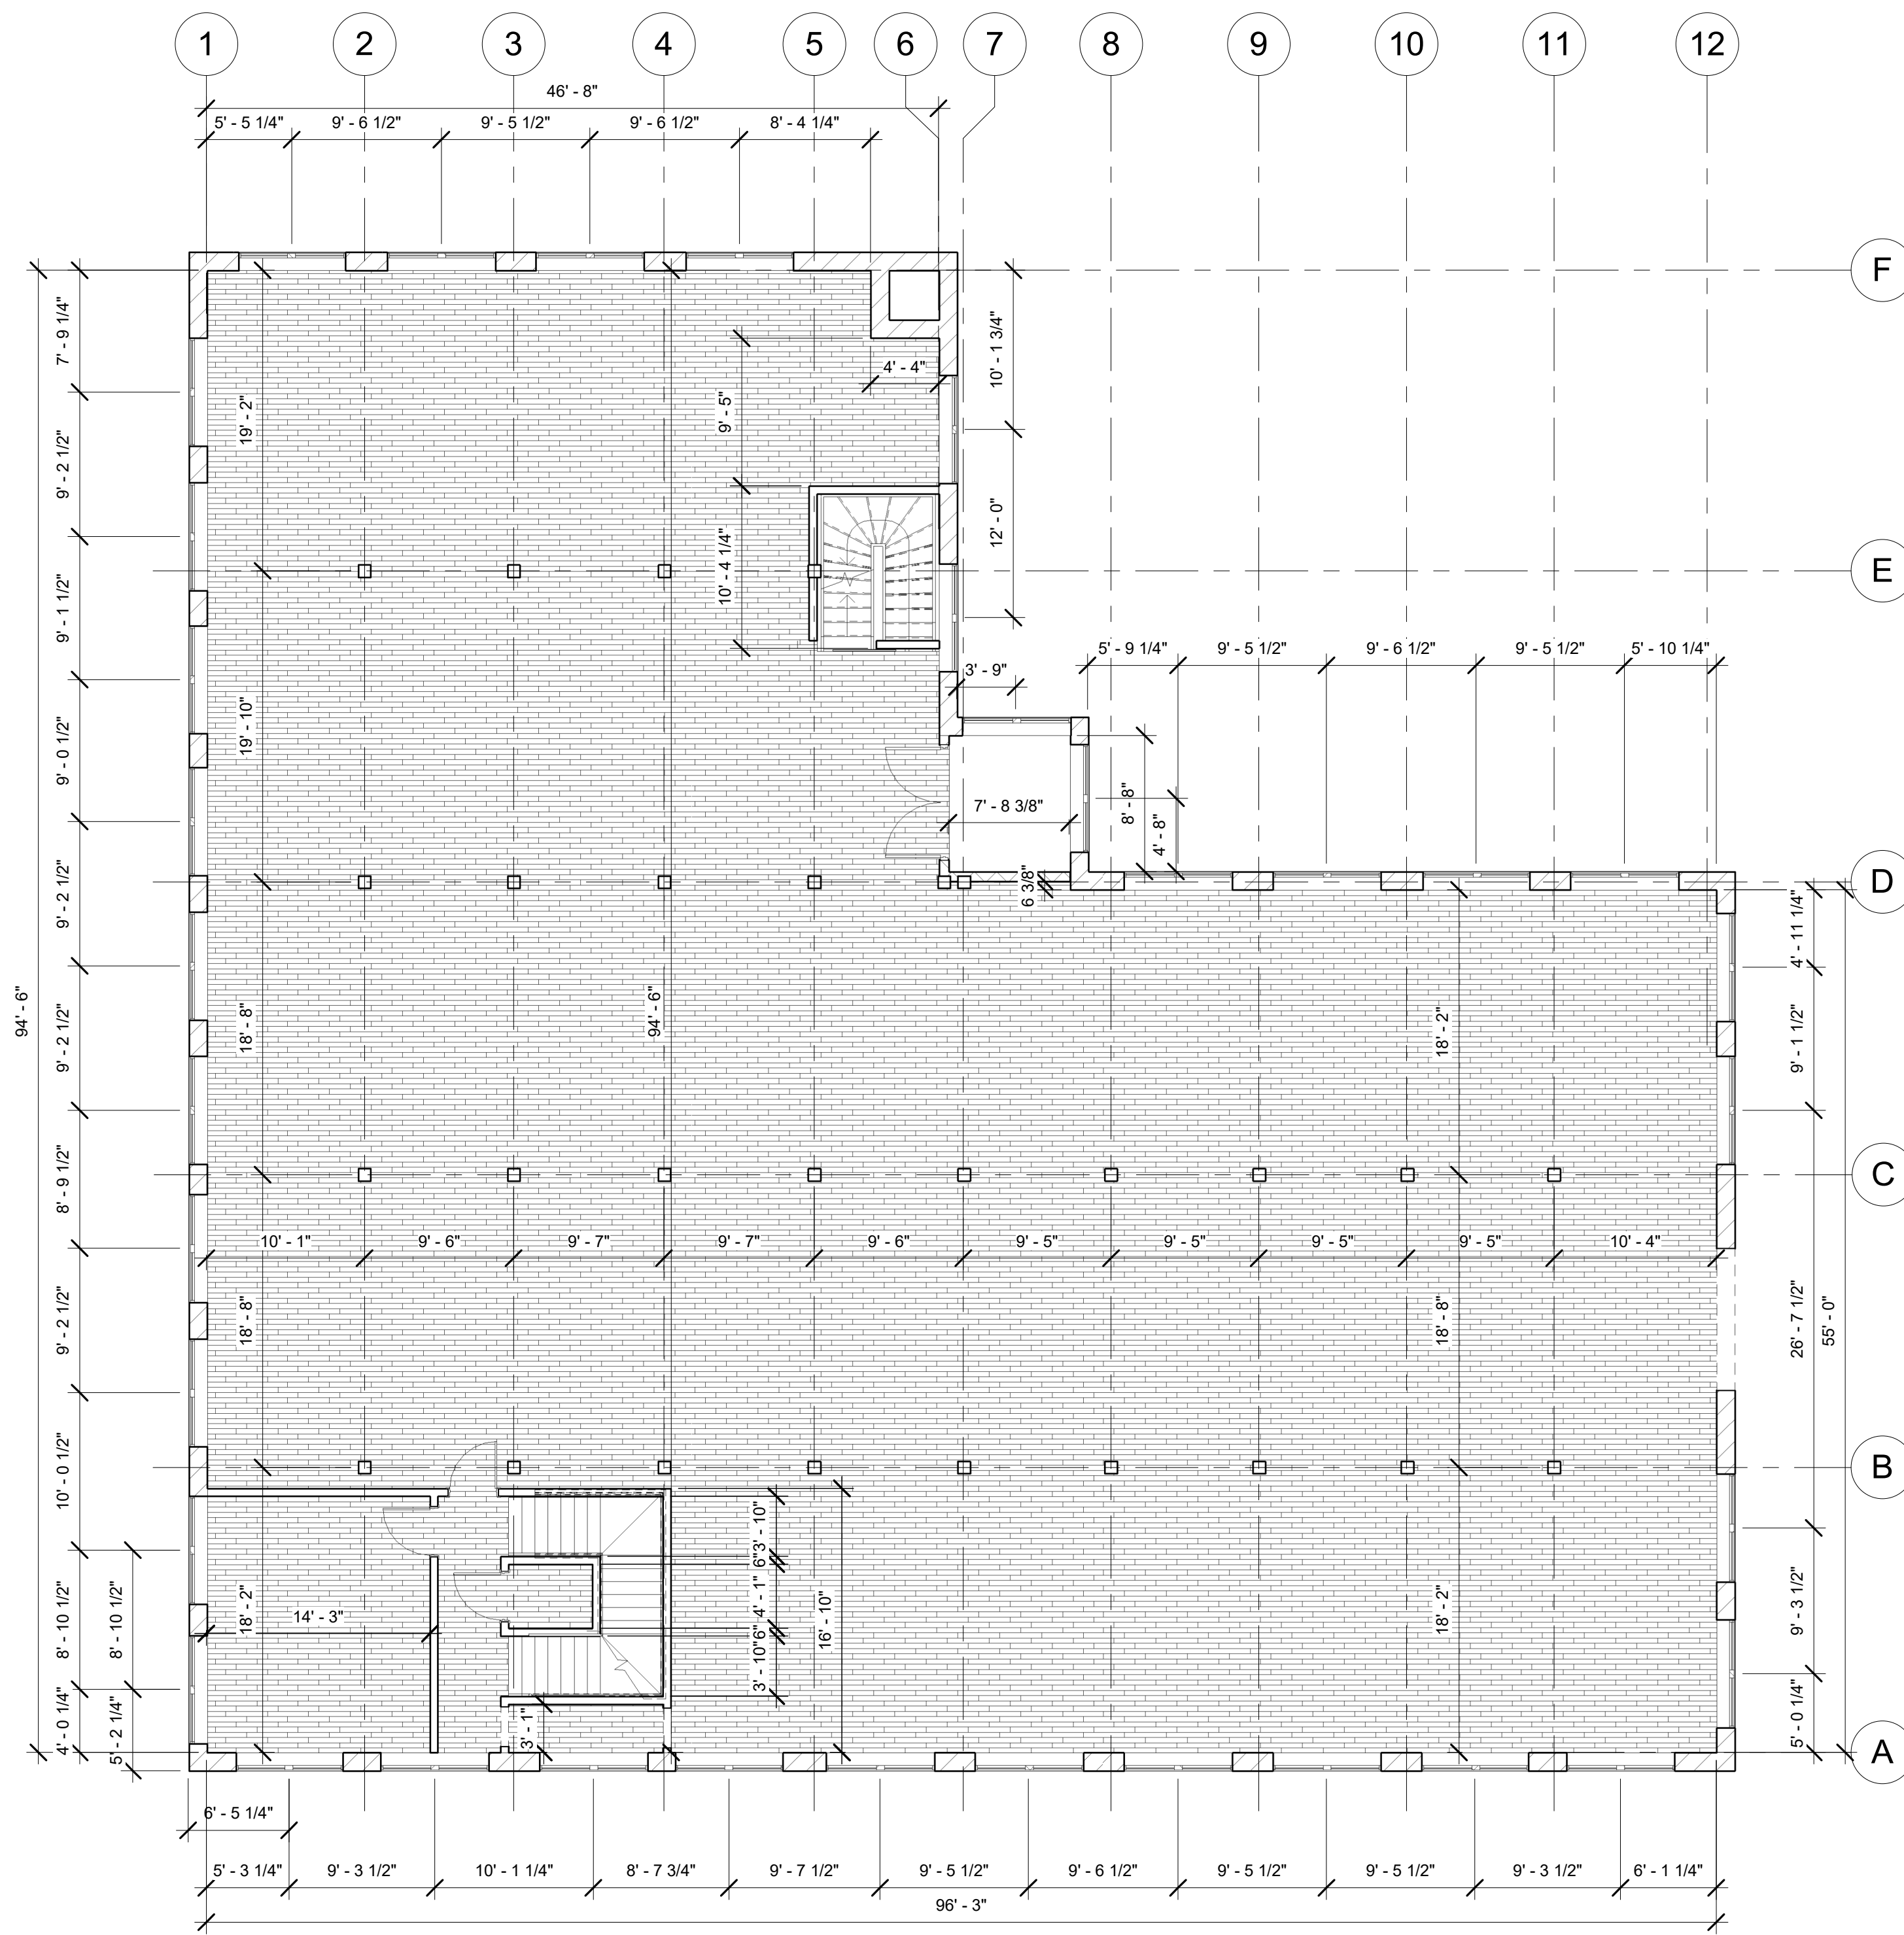 1 2 3 4 5 6 7 8 9 10 11 12
46' - 8"
5' - 5 1/4" 9' - 6 1/2" 9' - 5 1/2" 9' - 6 1/2" 8' - 4 1/4"
F
E
D
C
B
A
94' - 6"
7' - 9 1/4"
9' - 2 1/2"
9' - 1 1/2"
9' - 0 1/2"
9' - 2 1/2"
9' - 2 1/2"
8' - 9 1/2"
9' - 2 1/2"
10' - 0 1/2"
8' - 10 1/2"
4' - 0 1/4"
8' - 10 1/2"
5' - 2 1/4"
19' - 2"
19' - 10"
18' - 8"
18' - 8"
18' - 2"
94' - 6"
4' - 4"
9' - 5"
10' - 4 1/4"
10' - 1 3/4"
12' - 0"
3' - 9"
7' - 8 3/8"
8' - 8"
4' - 8"
6 3/8"
5' - 9 1/4" 9' - 5 1/2" 9' - 6 1/2" 9' - 5 1/2" 5' - 10 1/4"
18' - 2"
18' - 8"
18' - 2"
4' - 11 1/4"
9' - 1 1/2"
26' - 7 1/2"
9' - 3 1/2"
5' - 0 1/4"
55' - 0"
10' - 1" 9' - 6" 9' - 7" 9' - 7" 9' - 6" 9' - 5" 9' - 5" 9' - 5" 9' - 5" 10' - 4"
14' - 3"
3' - 10"
6"
4' - 1"
6"
3' - 10"
16' - 10"
3' - 1"
6' - 5 1/4"
5' - 3 1/4" 9' - 3 1/2" 10' - 1 1/4" 8' - 7 3/4" 9' - 7 1/2" 9' - 5 1/2" 9' - 6 1/2" 9' - 5 1/2" 9' - 5 1/2" 9' - 3 1/2" 6' - 1 1/4"
96' - 3"